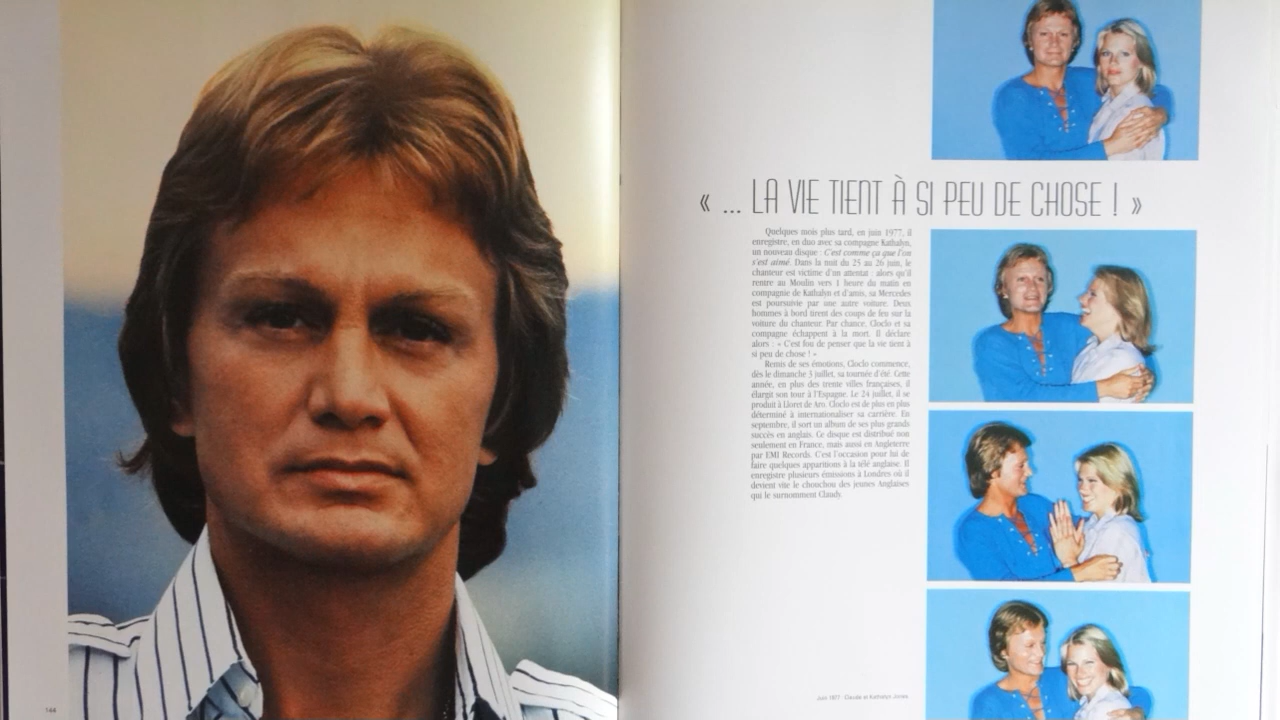 « ... LA VIE TIENT À SI PEU DE CHOSE ! »
Quelques mois plus tard, en juin 1977, il
enregistre, en duo avec sa compagne Kathalyn,
un nouveau disque : C'est comme ça que l'on
s'est aimé. Dans la nuit du 25 au 26 juin, le
chanteur est victime d'un attentat : alors qu'il
rentre au Moulin vers 1 heure du matin en
compagnie de Kathalyn et d'amis, sa Mercedes
est poursuivie par une autre voiture. Deux
hommes à bord tirent des coups de feu sur la
voiture du chanteur. Par chance, Cloclo et sa
compagne échappent à la mort. Il déclare
alors : « C'est fou de penser que la vie tient à
si peu de chose ! »
Remis de ses émotions, Cloclo commence,
dès le dimanche 3 juillet, sa tournée d'été. Cette
année, en plus des trente villes françaises, il
élargit son tour à l'Espagne. Le 24 juillet, il se
produit à Lloret de Aro. Cloclo est de plus en plus
déterminé à internationaliser sa carrière. En
septembre, il sort un album de ses plus grands
succès en anglais. Ce disque est distribué non
seulement en France, mais aussi en Angleterre
par EMI Records. C'est l'occasion pour lui de
faire quelques apparitions à la télé anglaise. Il
enregistre plusieurs émissions à Londres où il
devient vite le chouchou des jeunes Anglaises
qui le surnomment Claudy.
Juin 1977 : Claude et Kathalyn Jones.
144